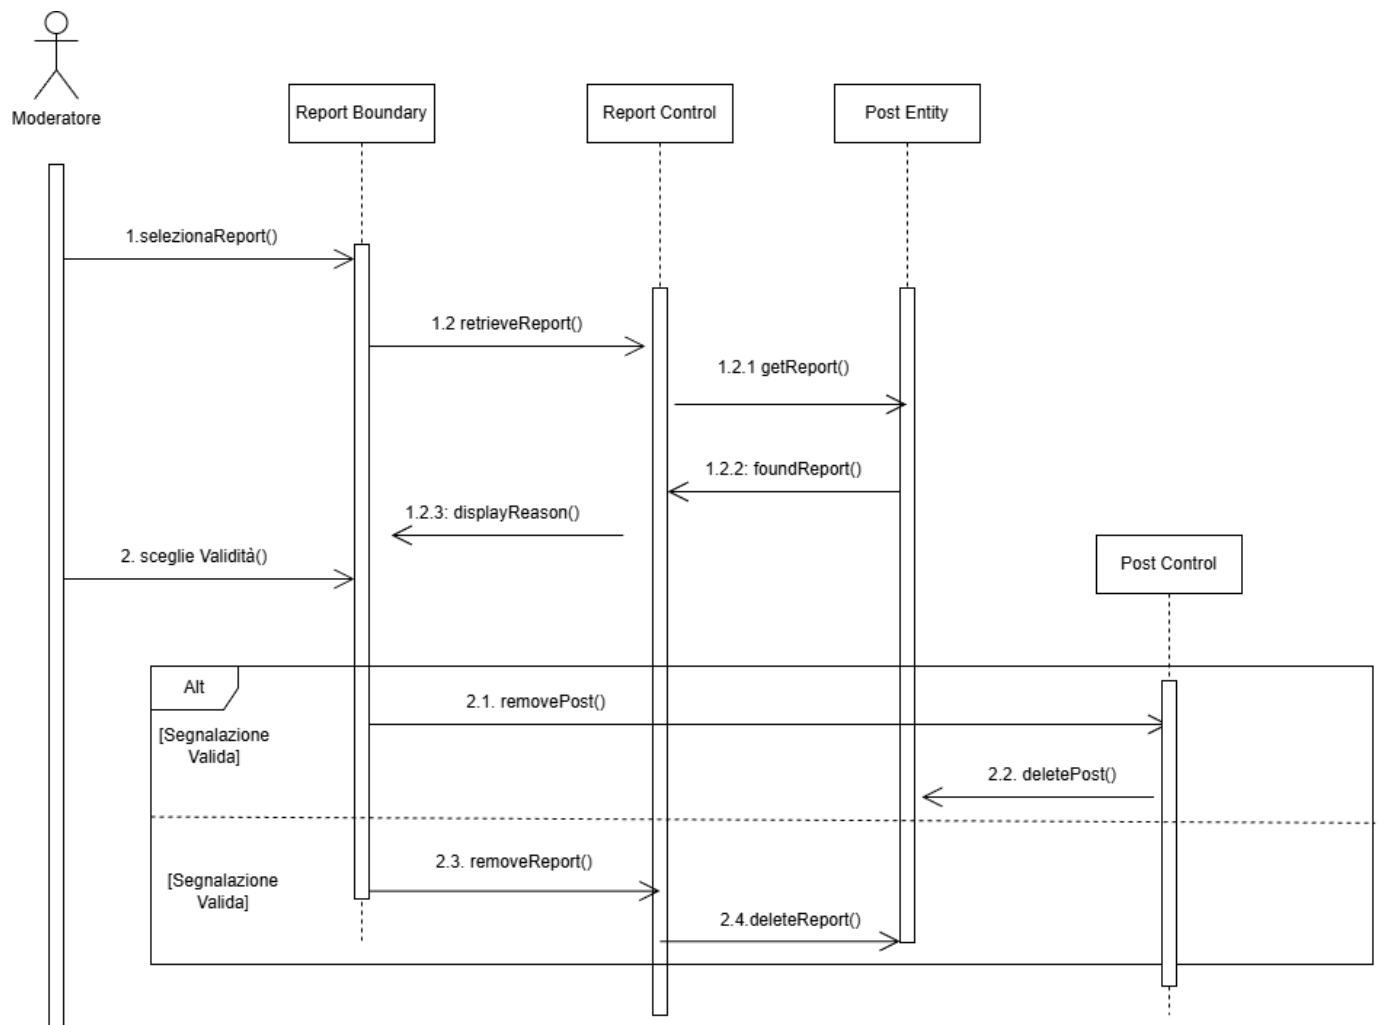 Moderatore
Report Boundary
Report Control
Post Entity
1.selezionaReport()
1.2 retrieveReport()
1.2.1 getReport()
1.2.2: foundReport()
1.2.3: displayReason()
2. sceglie Validità()
Post Control
Alt
2.1. removePost()
[Segnalazione
Valida]
2.2. deletePost()
2.3. removeReport()
[Segnalazione
Valida]
2.4.deleteReport()